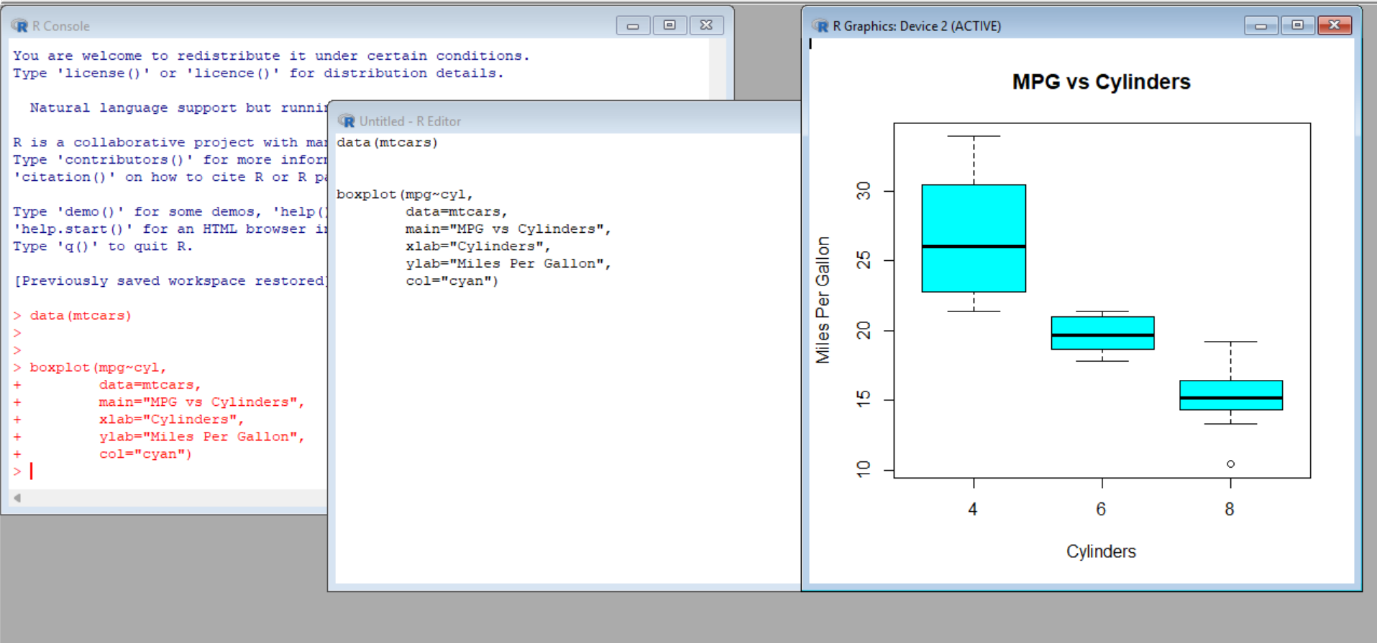 R Console
You are welcome to redistribute it under certain conditions.
Type 'license()' or 'licence()' for distribution details.
Natural language support but
R is a collaborative project with
Type 'contributors()' for more
'citation()' on how to cite R or R
Type 'demo()' for some demos, 'help()
'help.start()' for an HTML browser
Type 'q()' to quit R.
[Previously saved workspace restored]
> data(mtcars)
>
>
> boxplot(mpg~cyl,
+         data=mtcars,
+         main="MPG vs Cylinders",
+         xlab="Cylinders",
+         ylab="Miles Per Gallon",
+         col="cyan")
>
Untitled - R Editor
data(mtcars)
boxplot(mpg~cyl,
        data=mtcars,
        main="MPG vs Cylinders",
        xlab="Cylinders",
        ylab="Miles Per Gallon",
        col="cyan")
R Graphics: Device 2 (ACTIVE)
MPG vs Cylinders
Miles Per Gallon
30
25
20
15
10
4 6 8
Cylinders